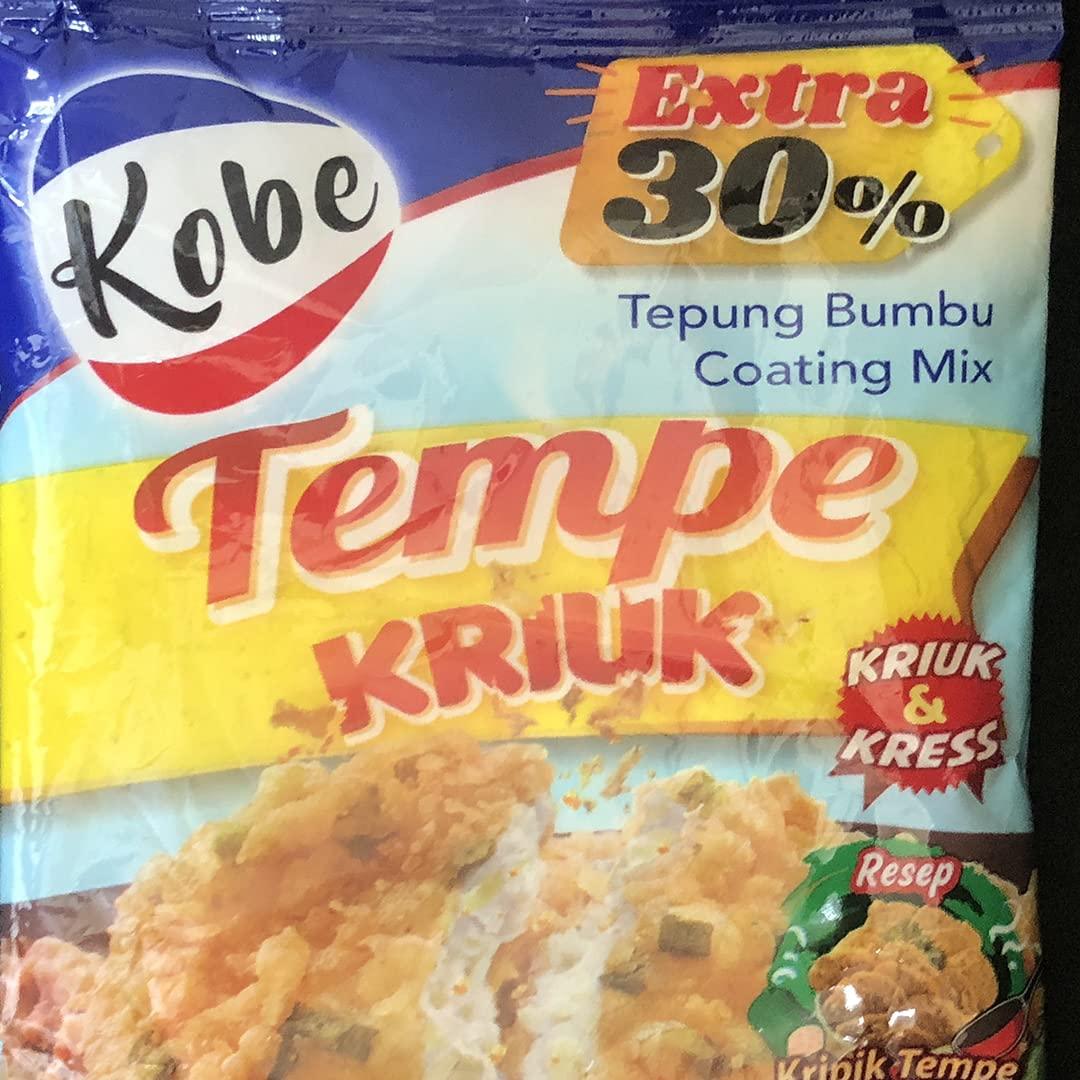 Kobe
Extra
30%
Tepung Bumbu
Coating Mix
Tempe
KRIUK
KRIUK
&
KRESS
Resep
Kripik Tempe